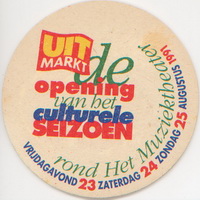 UIT
MARKT
de
opening
van het
culturele
SEIZOEN
rond Het Muziektheater
VRIJDAGAVOND 23 ZATERDAG 24 ZONDAG 25 AUGUSTUS 1991